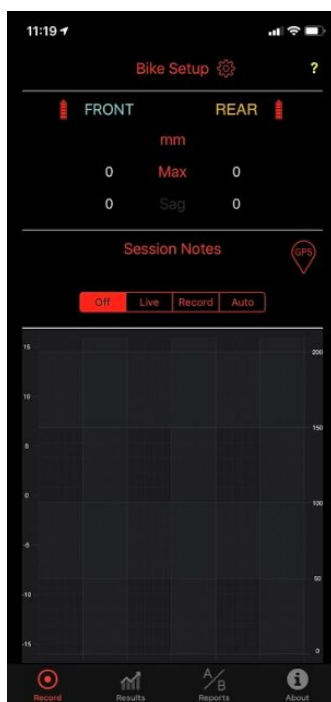 11:19
Bike Setup ?
FRONT REAR
mm
0 Max 0
0 Sag 0
Session Notes GPS
Off Live Record Auto
15 200
10
150
5
0 100
-5
50
-10
-15 0
Record Results A/B Reports About